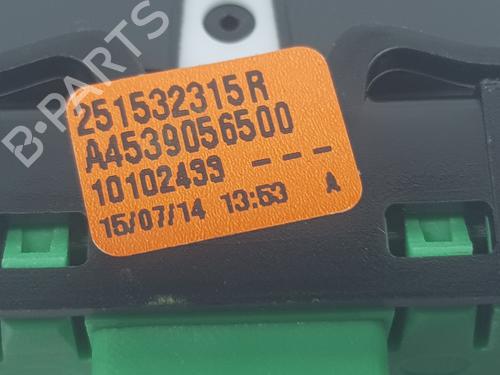 B-PARTS
251532315R
A4539056500
10102499 ---
15/07/14 13:53 A